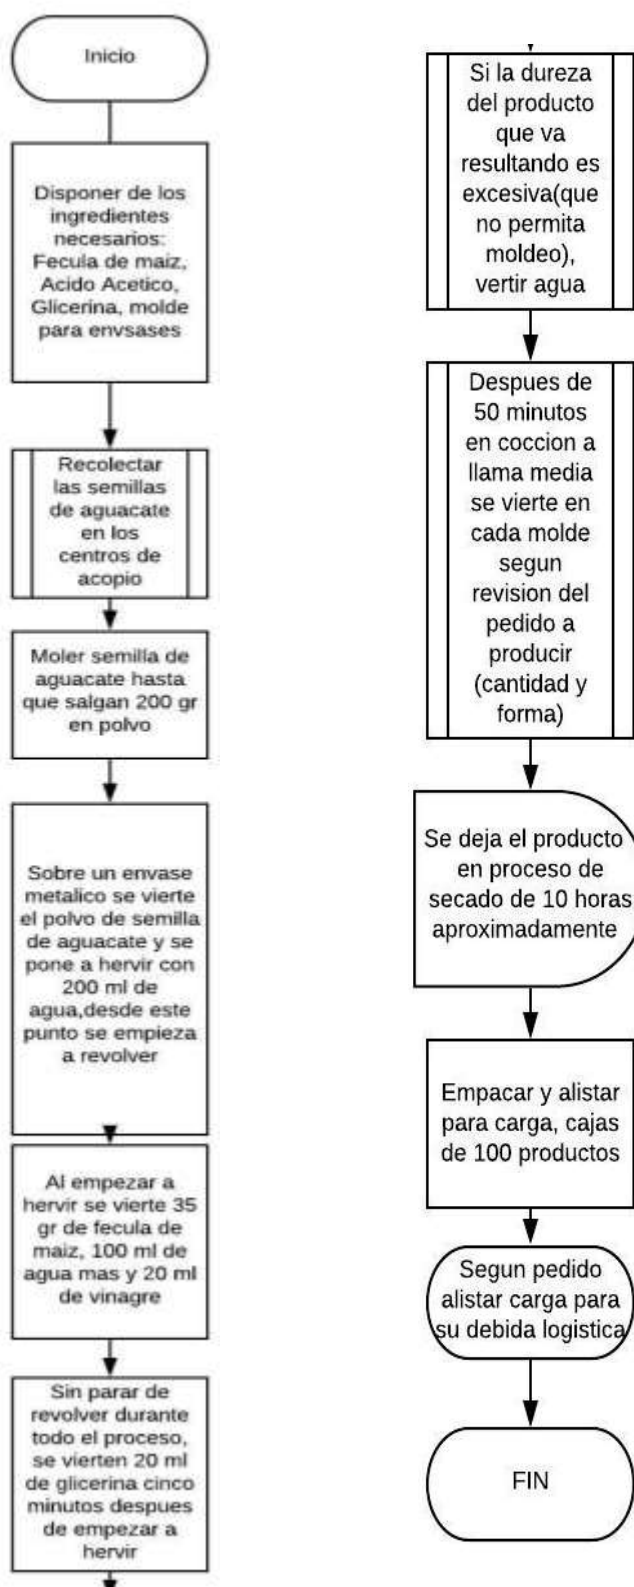 Inicio
Disponer de los
ingredientes
necesarios:
Fecula de maiz,
Acido Acetico,
Glicerina, molde
para envsases
Recolectar
las semillas
de aguacate
en los
centros de
acopio
Moler semilla de
aguacate hasta
que salgan 200 gr
en polvo
Sobre un envase
metalico se vierte
el polvo de semilla
de aguacate y se
pone a hervir con
200 ml de
agua,desde este
punto se empieza
a revolver
Al empezar a
hervir se vierte 35
gr de fecula de
maiz, 100 ml de
agua mas y 20 ml
de vinagre
Sin parar de
revolver durante
todo el proceso,
se vierten 20 ml
de glicerina cinco
minutos despues
de empezar a
hervir
Si la dureza
del producto
que va
resultando es
excesiva(que
no permita
moldeo),
vertir agua
Despues de
50 minutos
en coccion a
llama media
se vierte en
cada molde
segun
revision del
pedido a
producir
(cantidad y
forma)
Se deja el producto
en proceso de
secado de 10 horas
aproximadamente
Empacar y alistar
para carga, cajas
de 100 productos
Segun pedido
alistar carga para
su debida logistica
FIN